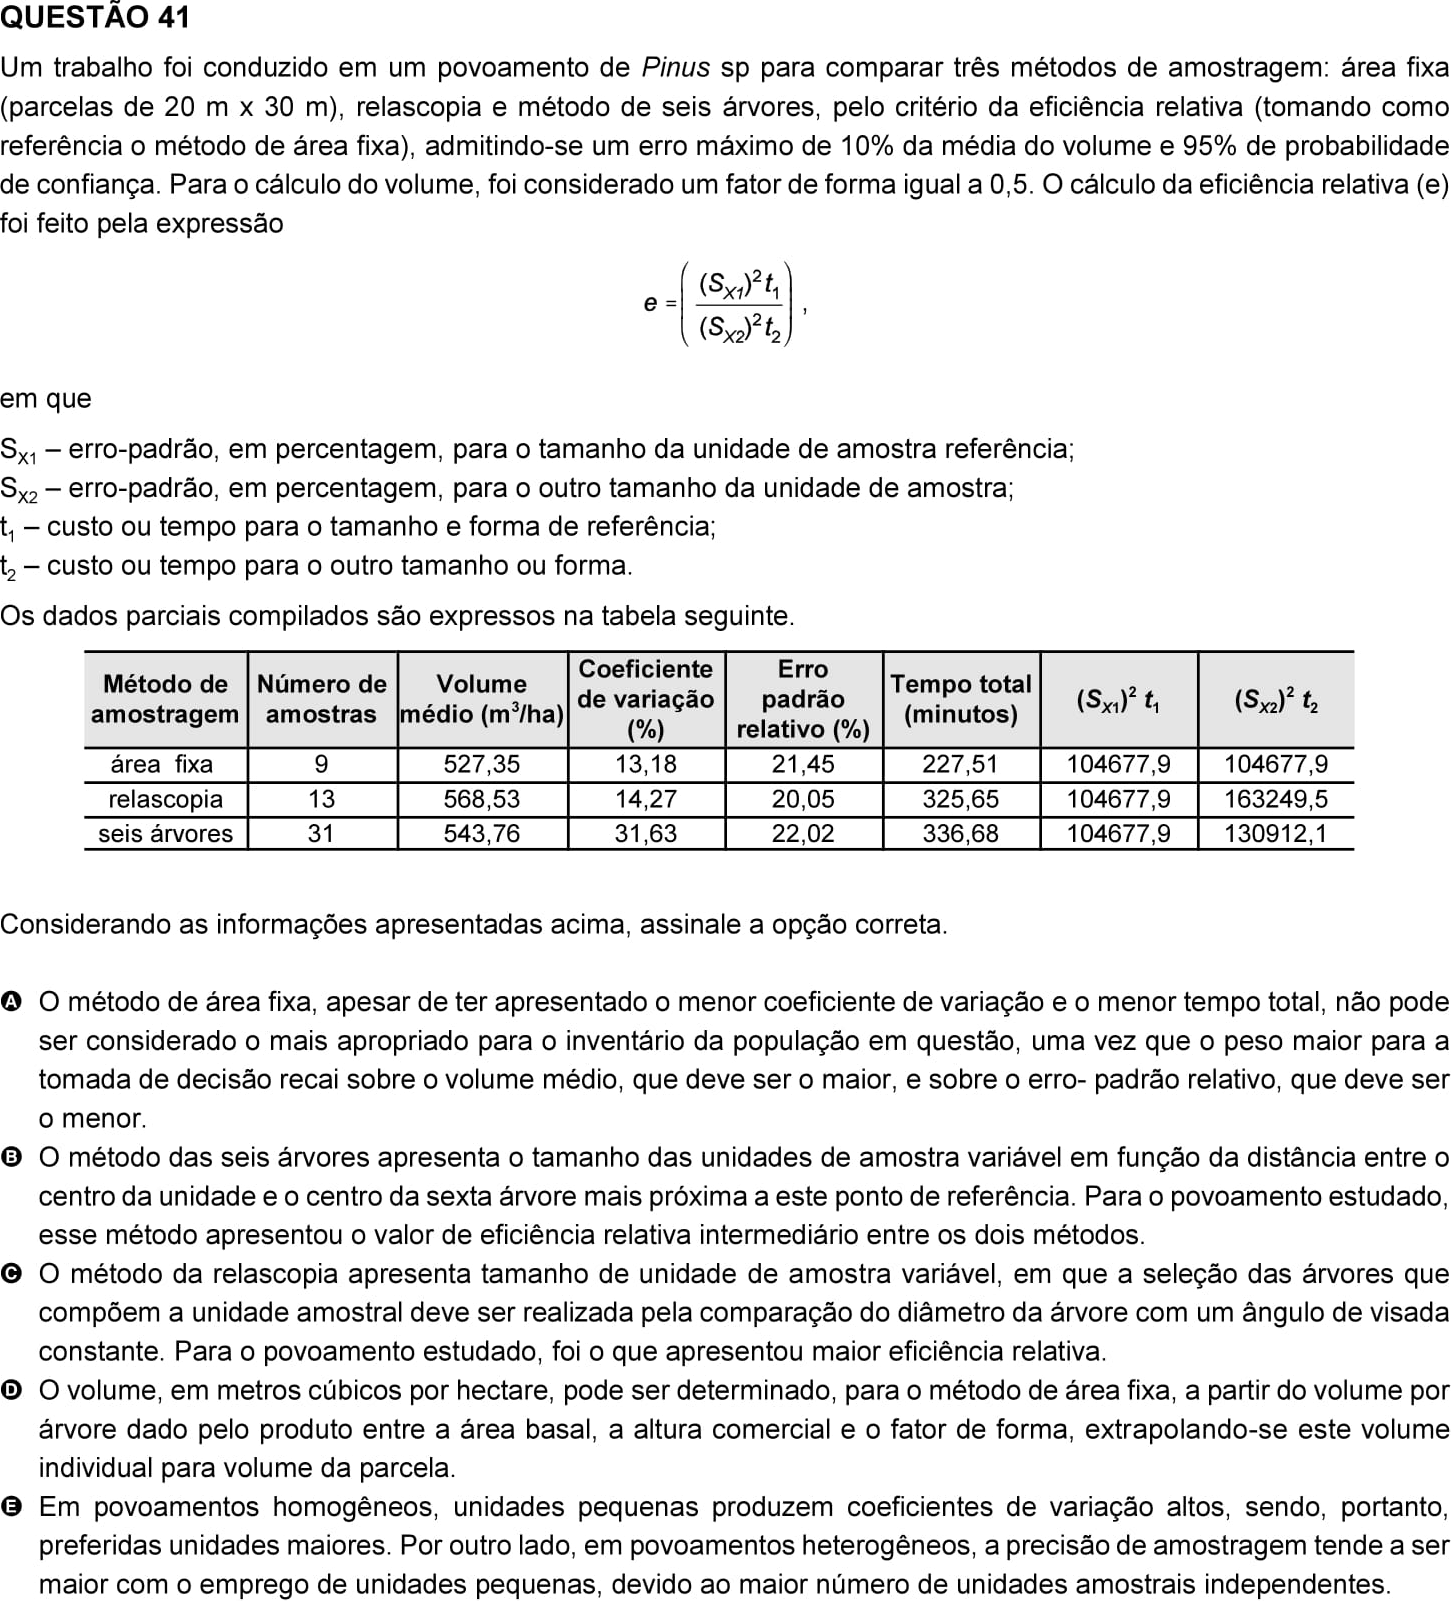 QUESTÃO 41
Um trabalho foi conduzido em um povoamento de Pinus sp para comparar três métodos de amostragem: área fixa
(parcelas de 20 m x 30 m), relascopia e método de seis árvores, pelo critério da eficiência relativa (tomando como
referência o método de área fixa), admitindo-se um erro máximo de 10% da média do volume e 95% de probabilidade
de confiança. Para o cálculo do volume, foi considerado um fator de forma igual a 0,5. O cálculo da eficiência relativa (e)
foi feito pela expressão
e = ( (S_X1)² t_1 / (S_X2)² t_2 ) ,
em que
S_X1 – erro-padrão, em percentagem, para o tamanho da unidade de amostra referência;
S_X2 – erro-padrão, em percentagem, para o outro tamanho da unidade de amostra;
t_1 – custo ou tempo para o tamanho e forma de referência;
t_2 – custo ou tempo para o outro tamanho ou forma.
Os dados parciais compilados são expressos na tabela seguinte.
Método de amostragem | Número de amostras | Volume médio (m³/ha) | Coeficiente de variação (%) | Erro padrão relativo (%) | Tempo total (minutos) | (S_X1)² t_1 | (S_X2)² t_2
área fixa | 9 | 527,35 | 13,18 | 21,45 | 227,51 | 104677,9 | 104677,9
relascopia | 13 | 568,53 | 14,27 | 20,05 | 325,65 | 104677,9 | 163249,5
seis árvores | 31 | 543,76 | 31,63 | 22,02 | 336,68 | 104677,9 | 130912,1
Considerando as informações apresentadas acima, assinale a opção correta.
A O método de área fixa, apesar de ter apresentado o menor coeficiente de variação e o menor tempo total, não pode
ser considerado o mais apropriado para o inventário da população em questão, uma vez que o peso maior para a
tomada de decisão recai sobre o volume médio, que deve ser o maior, e sobre o erro- padrão relativo, que deve ser
o menor.
B O método das seis árvores apresenta o tamanho das unidades de amostra variável em função da distância entre o
centro da unidade e o centro da sexta árvore mais próxima a este ponto de referência. Para o povoamento estudado,
esse método apresentou o valor de eficiência relativa intermediário entre os dois métodos.
C O método da relascopia apresenta tamanho de unidade de amostra variável, em que a seleção das árvores que
compõem a unidade amostral deve ser realizada pela comparação do diâmetro da árvore com um ângulo de visada
constante. Para o povoamento estudado, foi o que apresentou maior eficiência relativa.
D O volume, em metros cúbicos por hectare, pode ser determinado, para o método de área fixa, a partir do volume por
árvore dado pelo produto entre a área basal, a altura comercial e o fator de forma, extrapolando-se este volume
individual para volume da parcela.
E Em povoamentos homogêneos, unidades pequenas produzem coeficientes de variação altos, sendo, portanto,
preferidas unidades maiores. Por outro lado, em povoamentos heterogêneos, a precisão de amostragem tende a ser
maior com o emprego de unidades pequenas, devido ao maior número de unidades amostrais independentes.